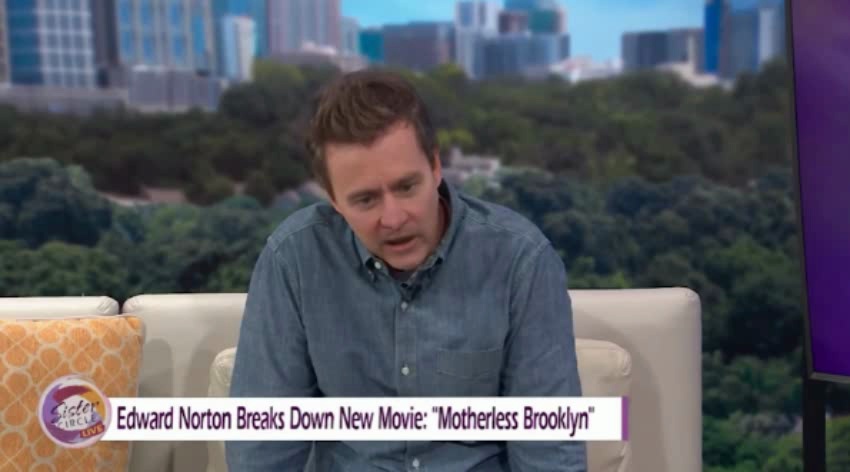 Sister
CIRCLE
LIVE
Edward Norton Breaks Down New Movie: "Motherless Brooklyn"